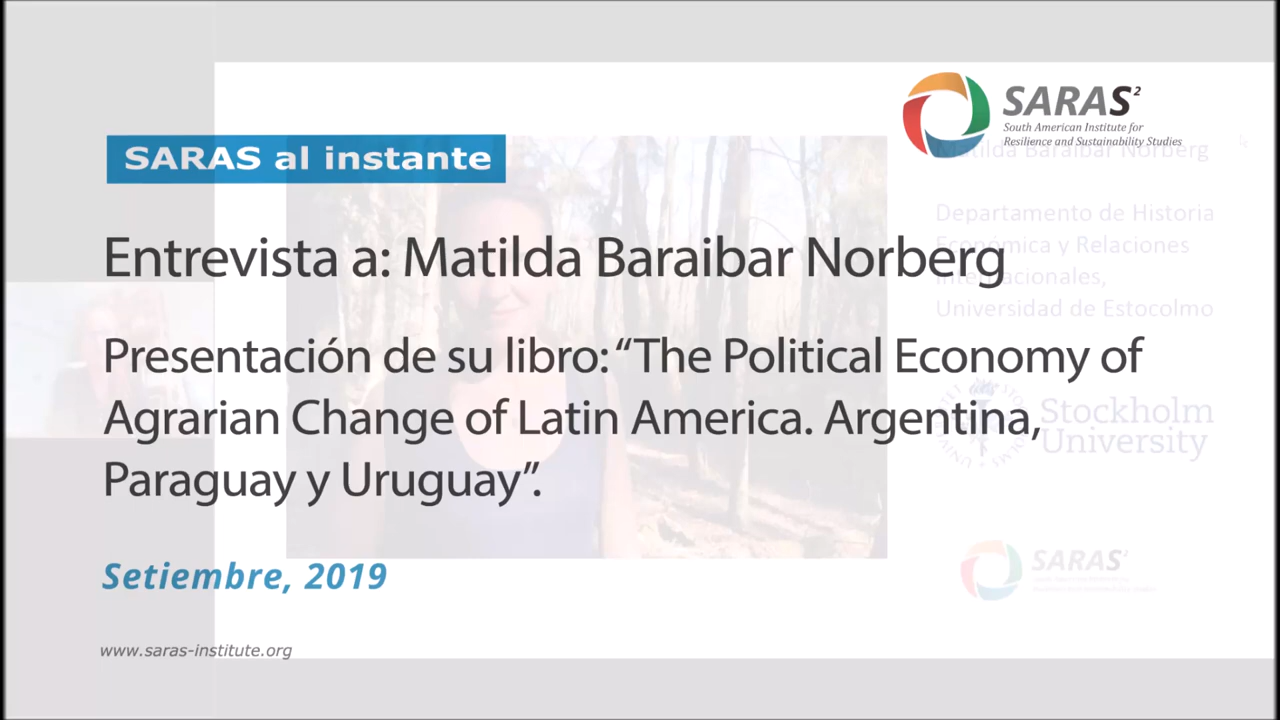 SARAS²
South American Institute for
Resilience and Sustainability Studies
Matilda Baraibar Norberg
SARAS al instante
Departamento de Historia
Económica y Relaciones
Internacionales,
Universidad de Estocolmo
Entrevista a: Matilda Baraibar Norberg
Presentación de su libro: “The Political Economy of
Agrarian Change of Latin America. Argentina,
Paraguay y Uruguay”.
Stockholm
University
Setiembre, 2019
SARAS²
www.saras-institute.org